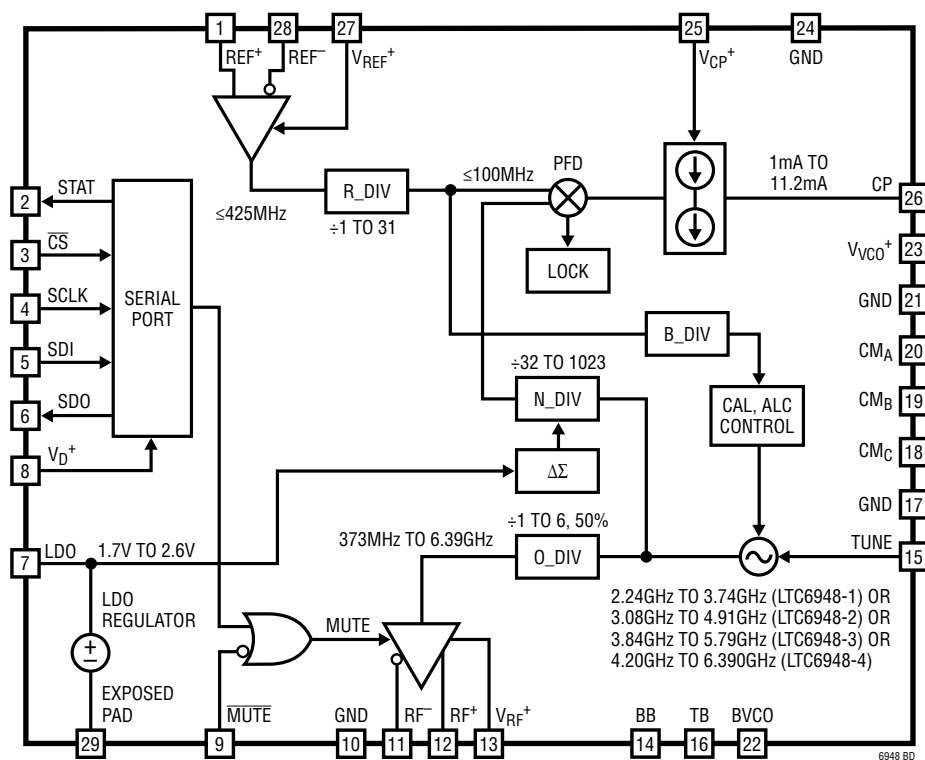 1
28
27
25
24
REF+
REF−
VREF+
VCP+
GND
PFD
1mA TO
11.2mA
CP
26
≤425MHz
R_DIV
÷1 TO 31
≤100MHz
LOCK
2
STAT
3
C̅S̅
4
SCLK
5
SDI
6
SDO
8
VD+
SERIAL
PORT
VVCO+
23
GND
21
CMA
20
CMB
19
CMC
18
GND
17
B_DIV
CAL, ALC
CONTROL
÷32 TO 1023
N_DIV
ΔΣ
÷1 TO 6, 50%
O_DIV
373MHz TO 6.39GHz
7
LDO
1.7V TO 2.6V
TUNE
15
2.24GHz TO 3.74GHz (LTC6948-1) OR
3.08GHz TO 4.91GHz (LTC6948-2) OR
3.84GHz TO 5.79GHz (LTC6948-3) OR
4.20GHz TO 6.390GHz (LTC6948-4)
LDO
REGULATOR
+
−
EXPOSED
PAD
MUTE
M̅U̅T̅E̅
GND
RF−
RF+
VRF+
BB
TB
BVCO
29
9
10
11
12
13
14
16
22
6948 BD